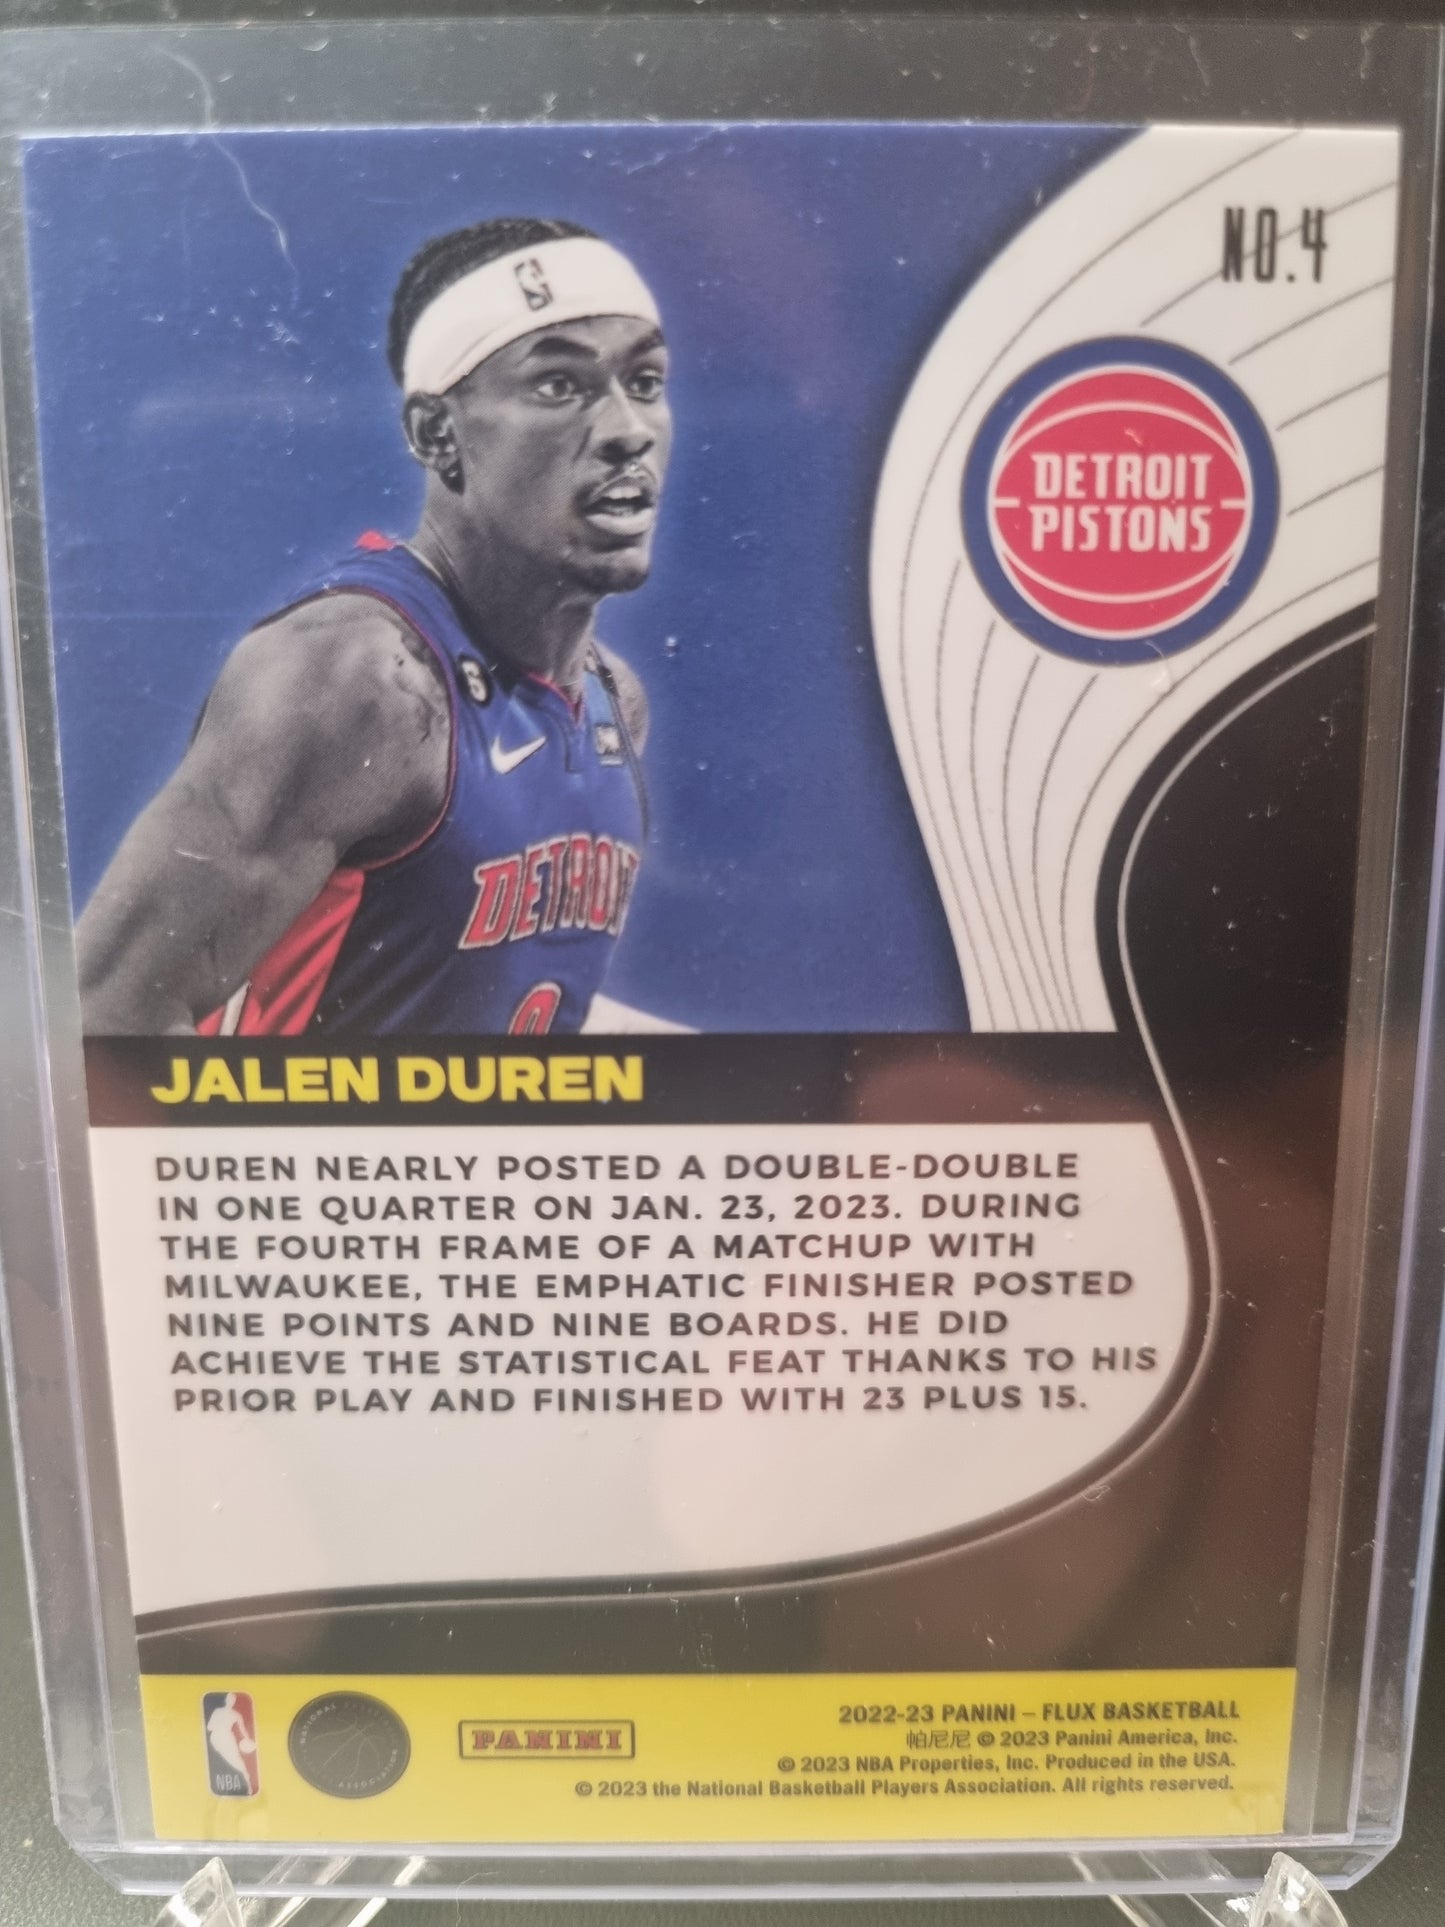 NO.4
DETROIT
PISTONS
6
DETROIT
0
JALEN DUREN
DUREN NEARLY POSTED A DOUBLE-DOUBLE
IN ONE QUARTER ON JAN. 23, 2023. DURING
THE FOURTH FRAME OF A MATCHUP WITH
MILWAUKEE, THE EMPHATIC FINISHER POSTED
NINE POINTS AND NINE BOARDS. HE DID
ACHIEVE THE STATISTICAL FEAT THANKS TO HIS
PRIOR PLAY AND FINISHED WITH 23 PLUS 15.
NBA
NATIONAL
ASSOCIATION
PANINI
2022-23 PANINI – FLUX BASKETBALL
帕尼尼 © 2023 Panini America, Inc.
© 2023 NBA Properties, Inc. Produced in the USA.
© 2023 the National Basketball Players Association. All rights reserved.